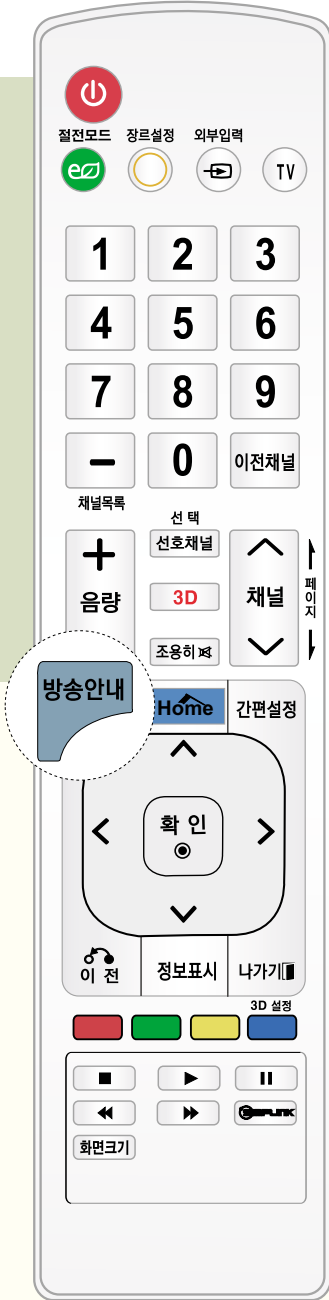 절전모드 장르설정 외부입력
TV
1 2 3
4 5 6
7 8 9
0 이전채널
채널목록
선 택
선호채널
음량 3D 채널
페이지
조용히
방송안내 Home 간편설정
확 인
이 전 정보표시 나가기
3D 설정
화면크기